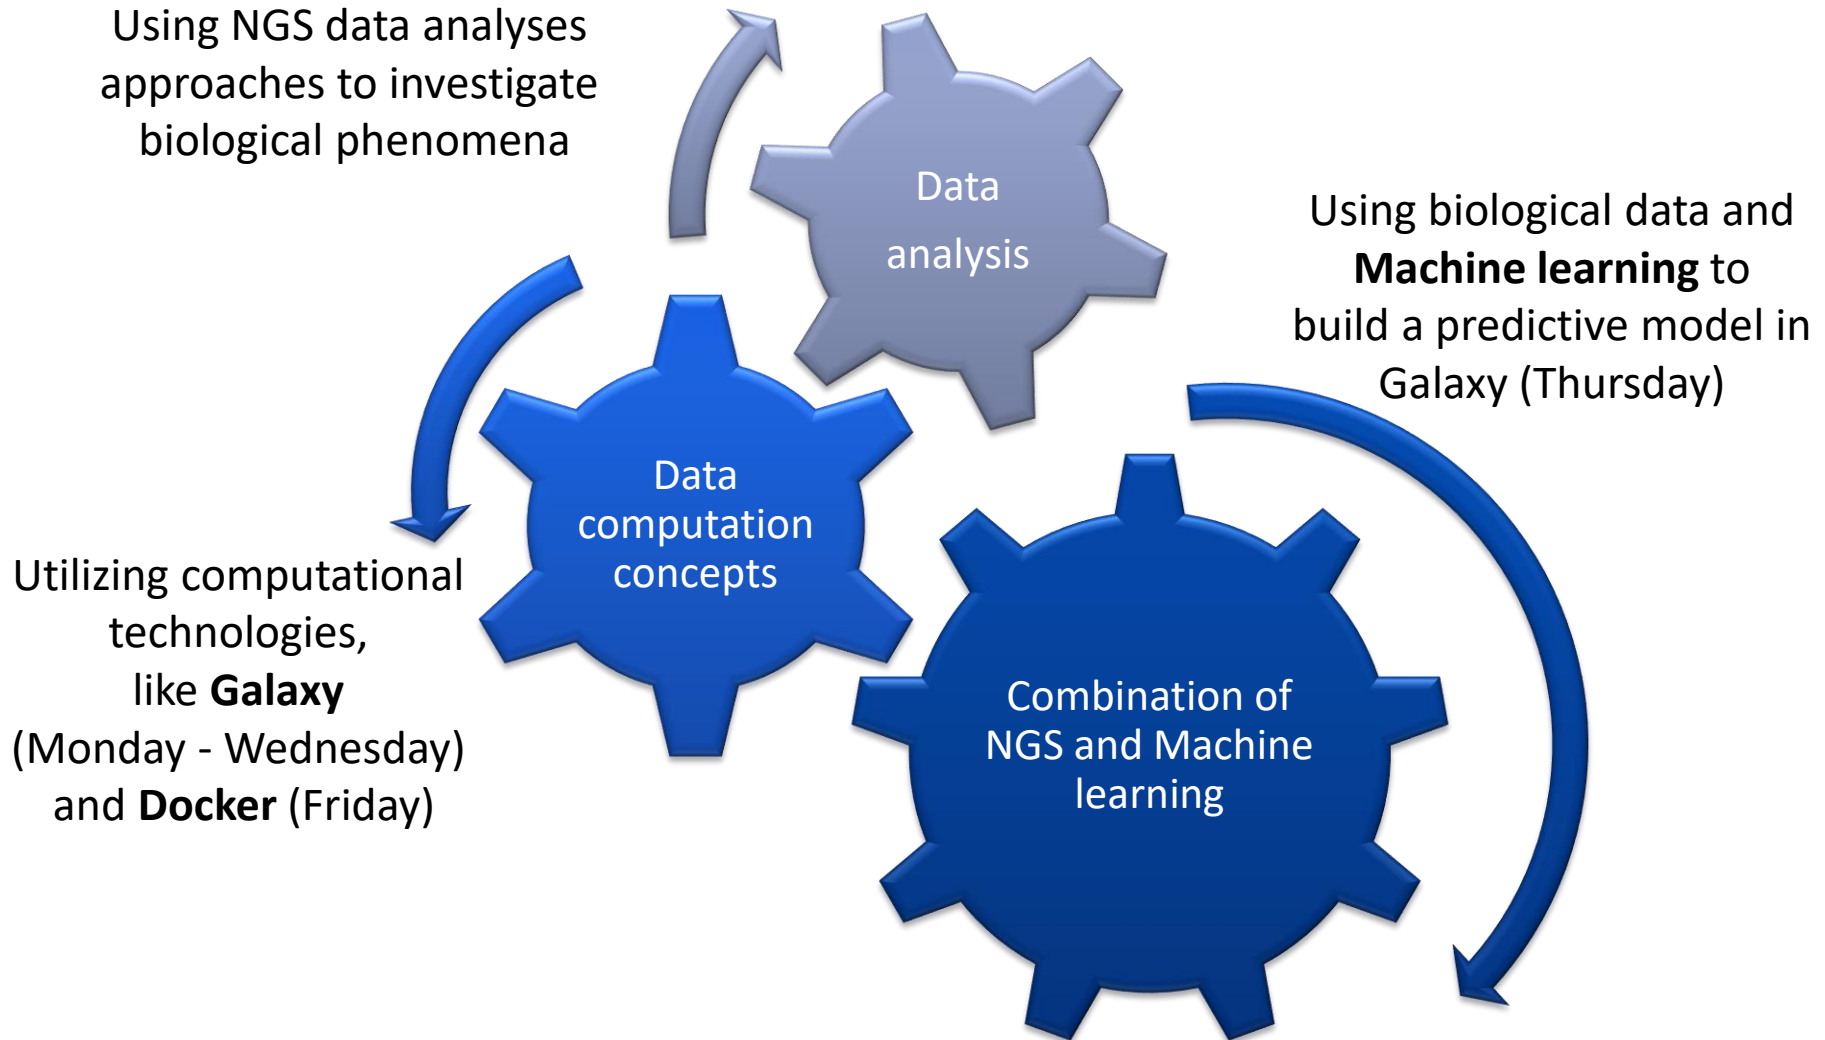 Using NGS data analyses
approaches to investigate
biological phenomena
Data
analysis
Using biological data and
Machine learning to
build a predictive model in
Galaxy (Thursday)
Data
computation
concepts
Utilizing computational
technologies,
like Galaxy
(Monday - Wednesday)
and Docker (Friday)
Combination of
NGS and Machine
learning